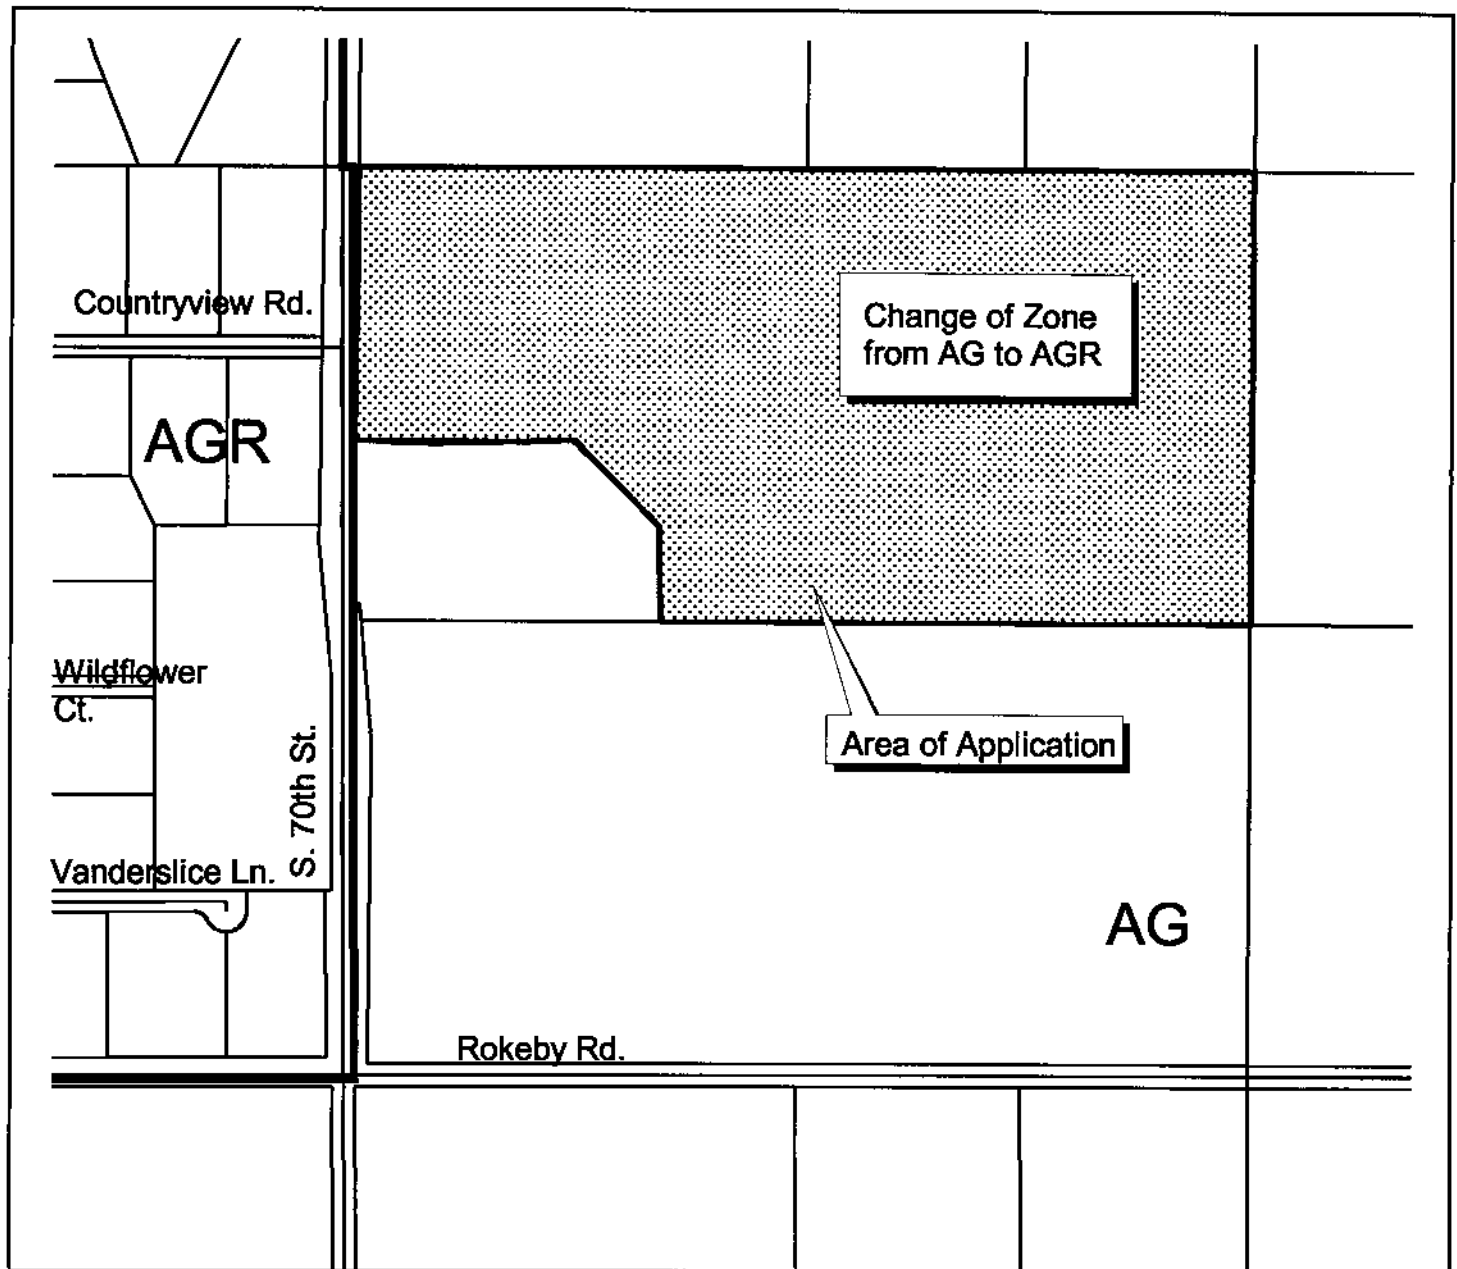 Countryview Rd.
Change of Zone
from AG to AGR
AGR
Wildflower
Ct.
S. 70th St.
Area of Application
Vanderslice Ln.
AG
Rokeby Rd.